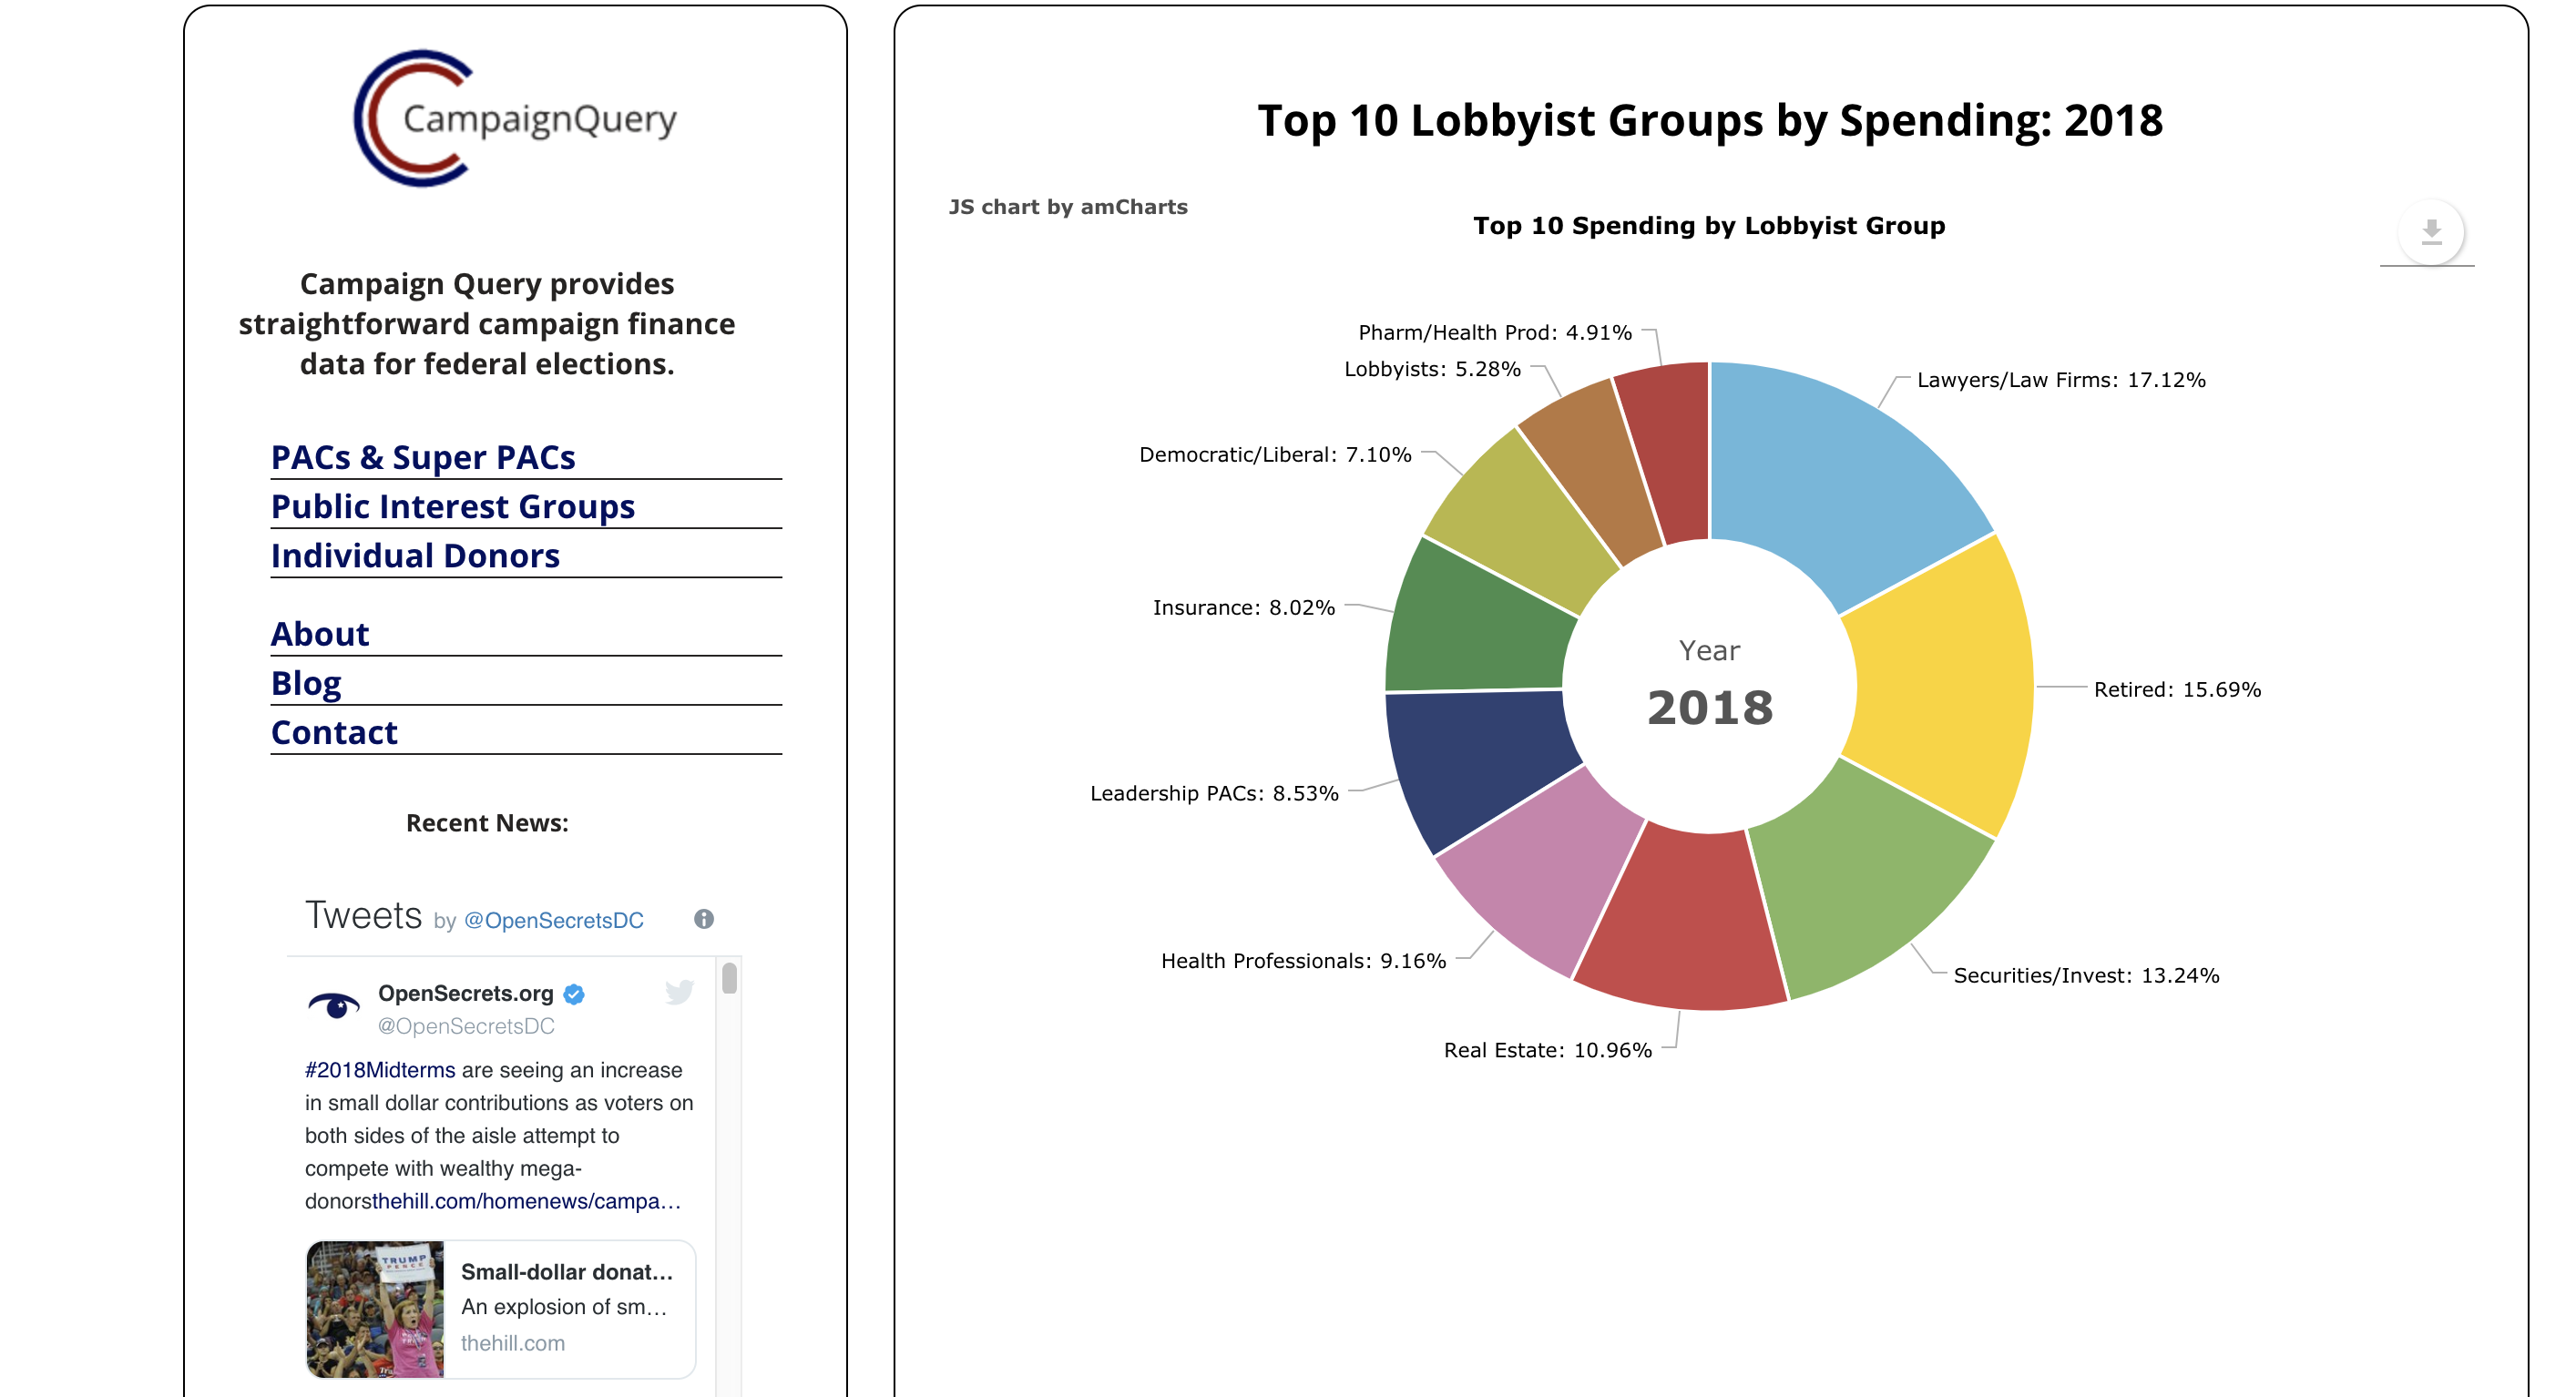 CampaignQuery
Campaign Query provides
straightforward campaign finance
data for federal elections.
PACs & Super PACs
Public Interest Groups
Individual Donors
About
Blog
Contact
Recent News:
Tweets by @OpenSecretsDC
OpenSecrets.org
@OpenSecretsDC
#2018Midterms are seeing an increase
in small dollar contributions as voters on
both sides of the aisle attempt to
compete with wealthy mega-
donorsthehill.com/homenews/campa…
TRUMP
PENCE
Small-dollar donat…
An explosion of sm…
thehill.com
Top 10 Lobbyist Groups by Spending: 2018
JS chart by amCharts
Top 10 Spending by Lobbyist Group
Pharm/Health Prod: 4.91%
Lobbyists: 5.28%
Lawyers/Law Firms: 17.12%
Democratic/Liberal: 7.10%
Insurance: 8.02%
Year
2018
Retired: 15.69%
Leadership PACs: 8.53%
Health Professionals: 9.16%
Securities/Invest: 13.24%
Real Estate: 10.96%